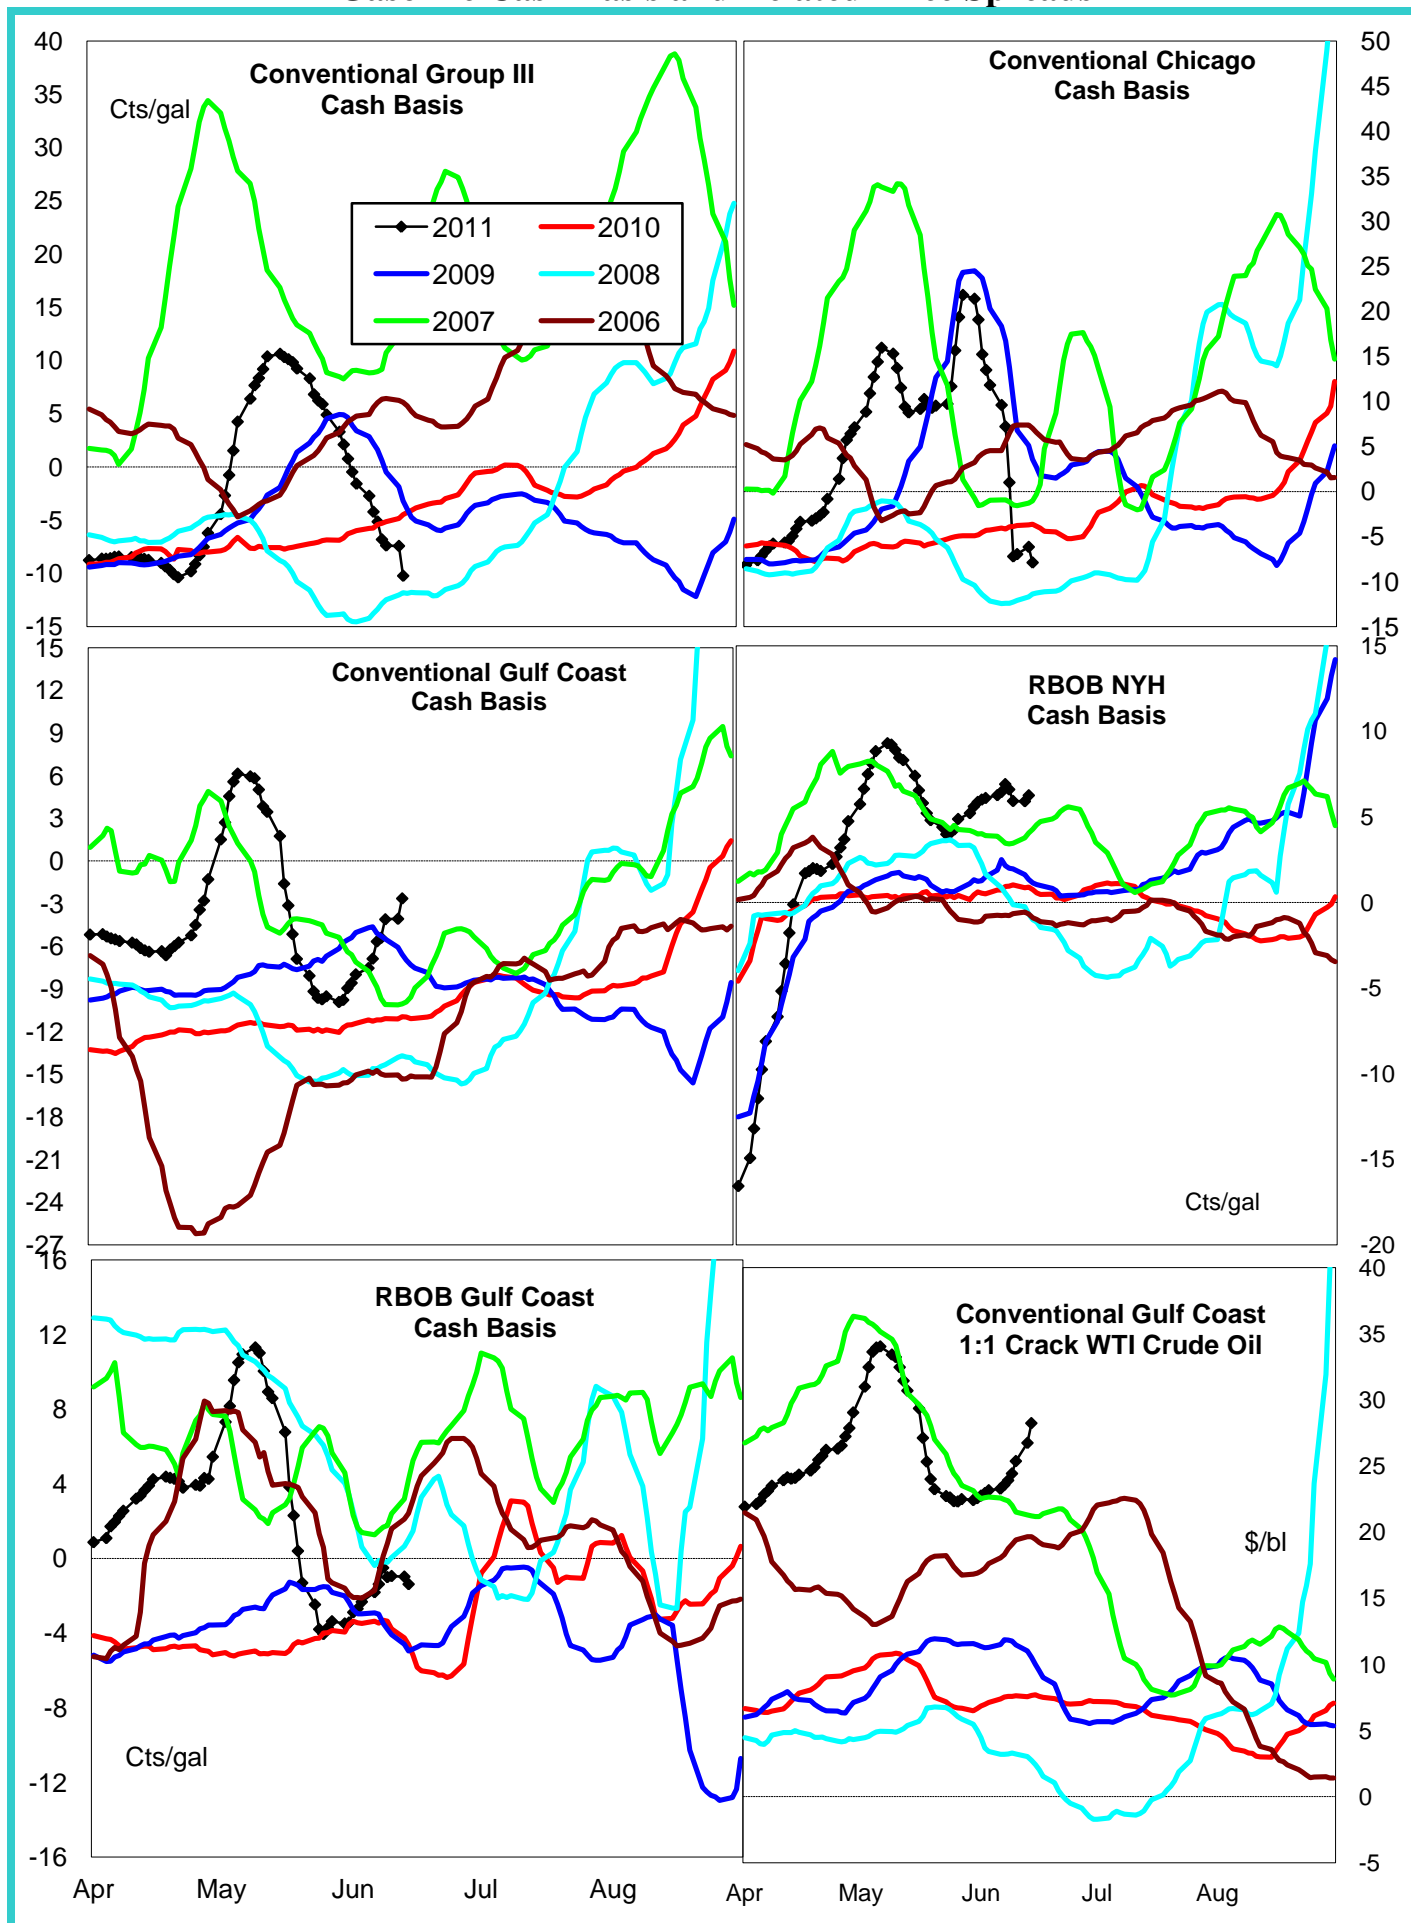 Conventional Group III
Cash Basis
Cts/gal
40
35
30
25
20
15
10
5
0
-5
-10
-15
2011
2010
2009
2008
2007
2006
Conventional Chicago
Cash Basis
50
45
40
35
30
25
20
15
10
5
0
-5
-10
-15
Conventional Gulf Coast
Cash Basis
15
12
9
6
3
0
-3
-6
-9
-12
-15
-18
-21
-24
-27
RBOB NYH
Cash Basis
15
10
5
0
-5
-10
-15
-20
Cts/gal
RBOB Gulf Coast
Cash Basis
16
12
8
4
0
-4
-8
-12
-16
Cts/gal
Apr
May
Jun
Jul
Aug
Conventional Gulf Coast
1:1 Crack WTI Crude Oil
40
35
30
25
20
15
10
5
0
-5
$/bl
Apr
May
Jun
Jul
Aug